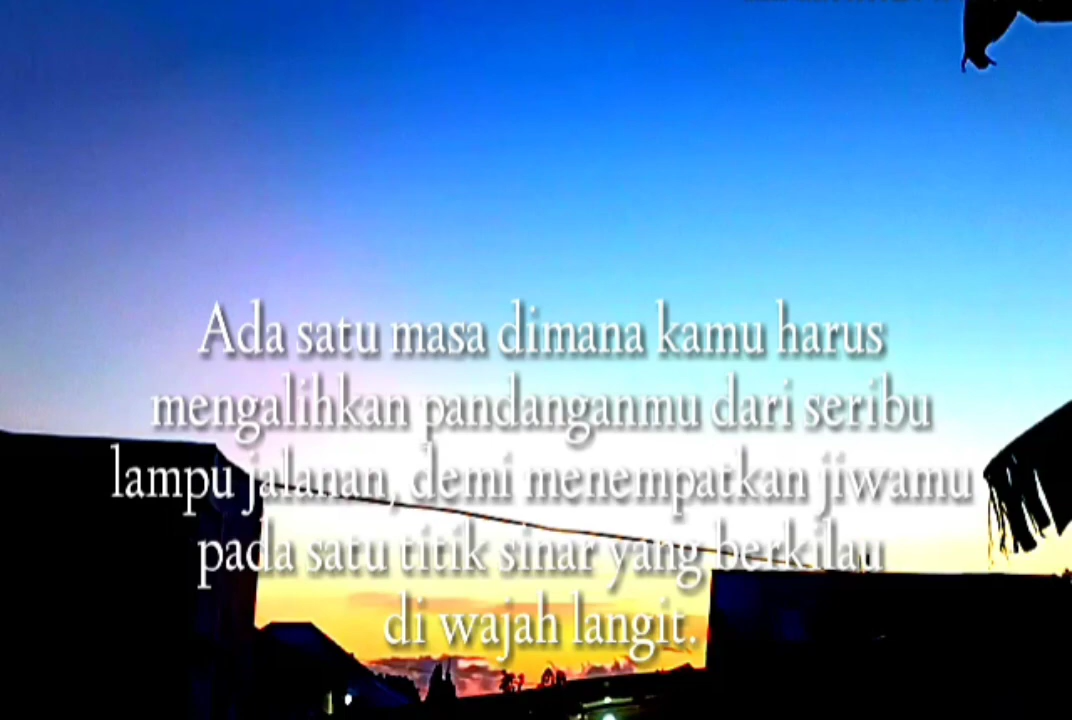 Ada satu masa dimana kamu harus
mengalihkan pandanganmu dari seribu
lampu jalanan, demi menempatkan jiwamu
pada satu titik sinar yang berkilau
di wajah langit.